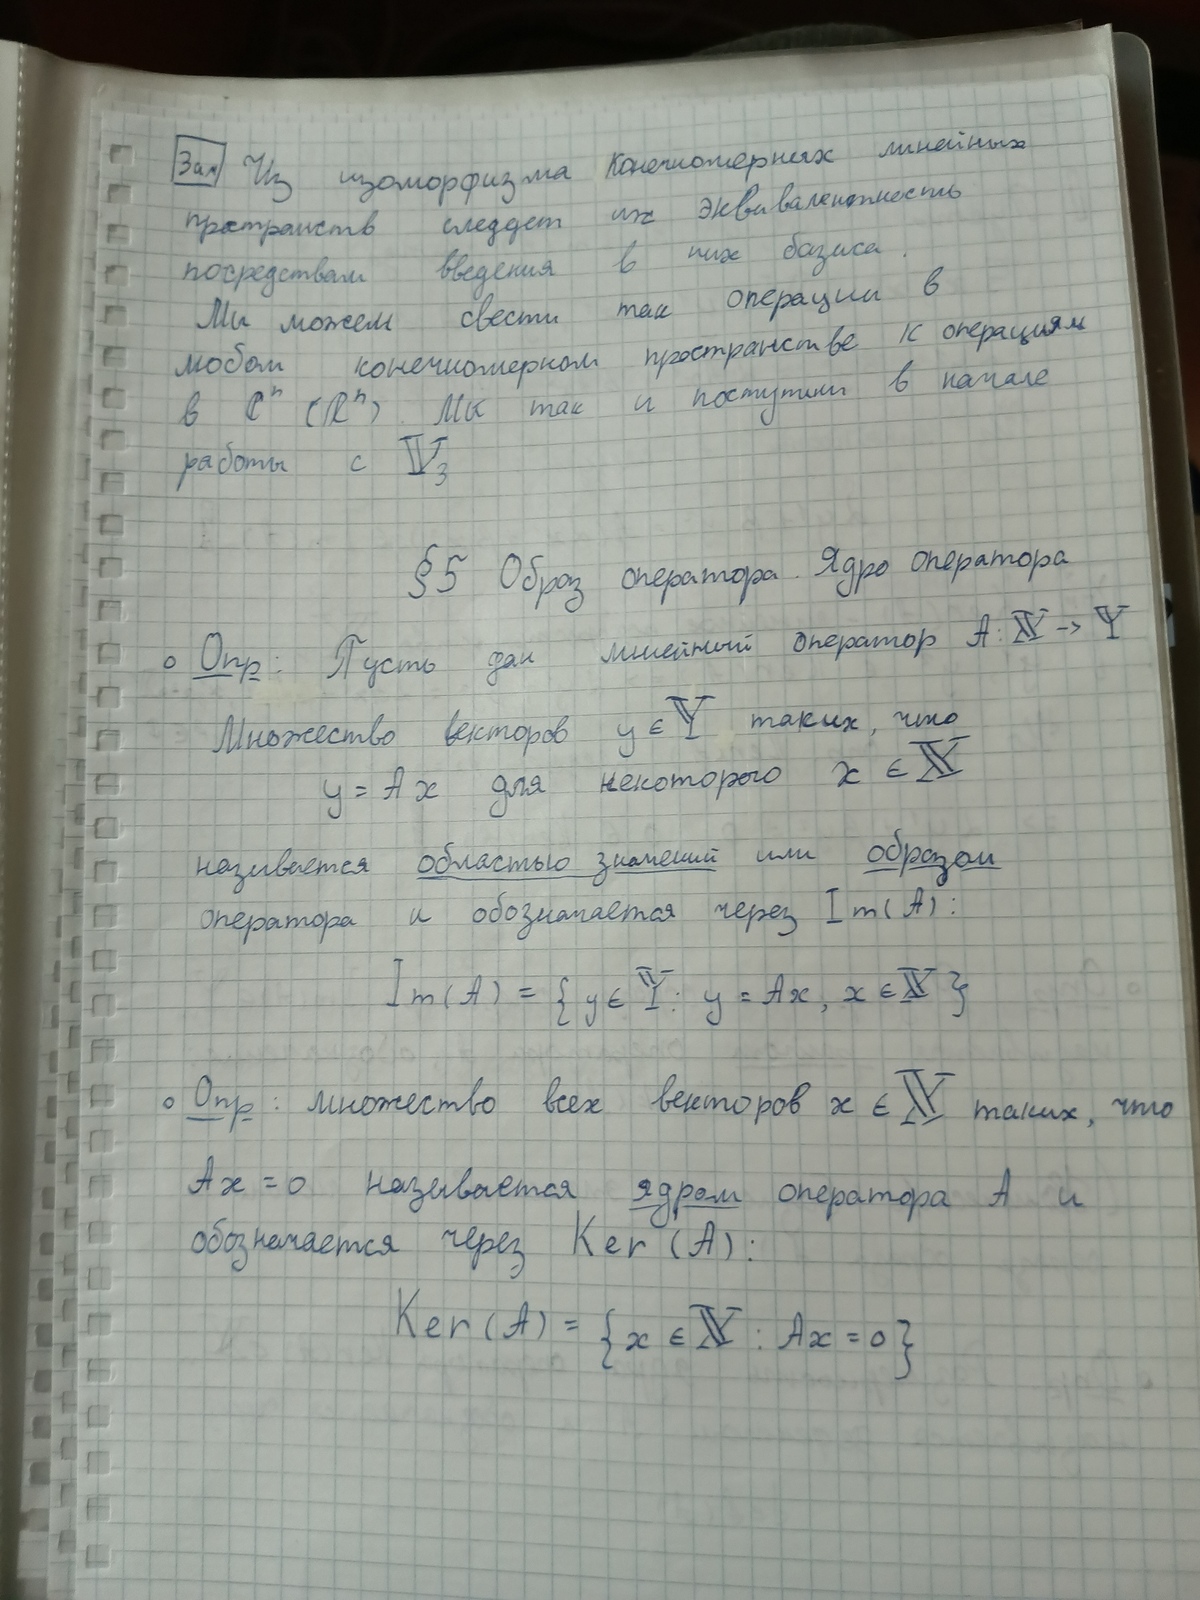 Зам Из изоморфизма конечномерных линейных
пространств следует их эквивалентность
посредствам введения в них базиса.
Мы можем свести так операции в
любом конечномерном пространстве к операциям
в ℂⁿ (ℝⁿ). Мы так и поступили в начале
работы с 𝕍₃
§5 Образ оператора. Ядро оператора
∘ Опр: Пусть дан линейный оператор A: 𝕏 → 𝕐
Множество векторов y ∈ 𝕐 таких, что
y = Ax для некоторого x ∈ 𝕏
называется областью значений или образом
оператора и обозначается через Im(A):
Im(A) = {y ∈ 𝕐: y = Ax, x ∈ 𝕏}
∘ Опр: множество всех векторов x ∈ 𝕏 таких, что
Ax = 0 называется ядром оператора A и
обозначается через Ker(A):
Ker(A) = {x ∈ 𝕏 : Ax = 0}